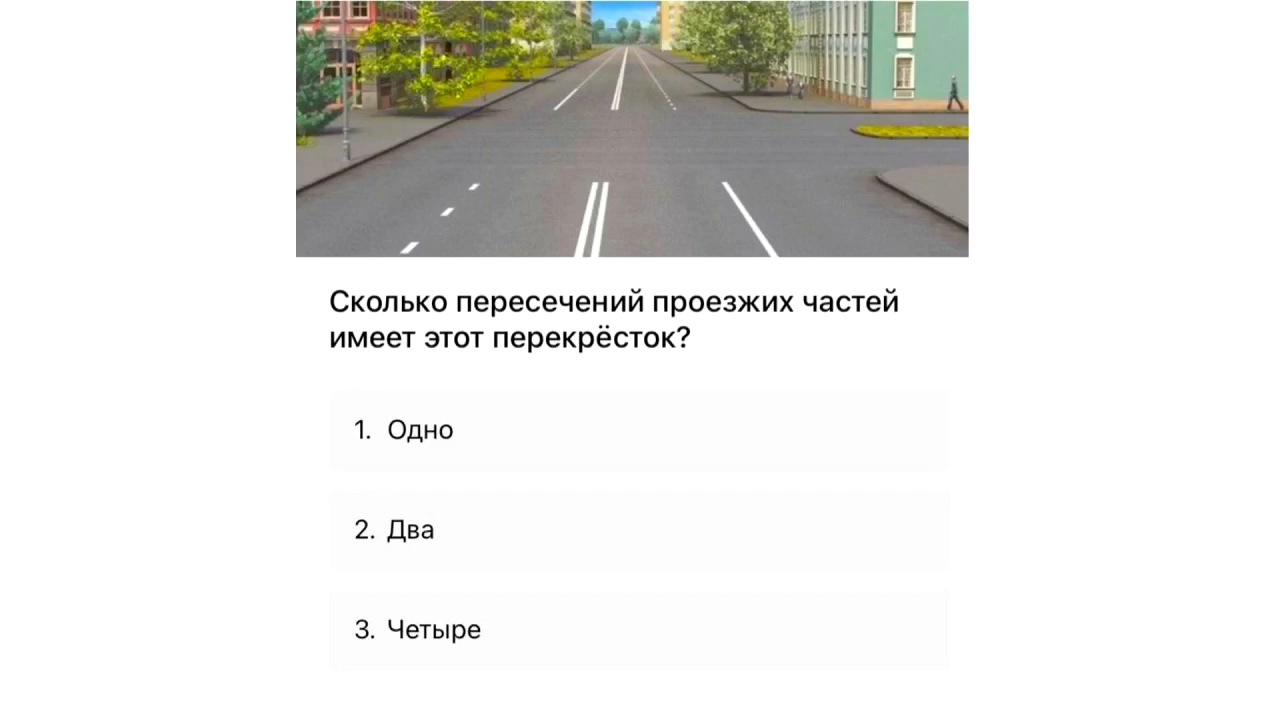 Сколько пересечений проезжих частей
имеет этот перекрёсток?
1. Одно
2. Два
3. Четыре